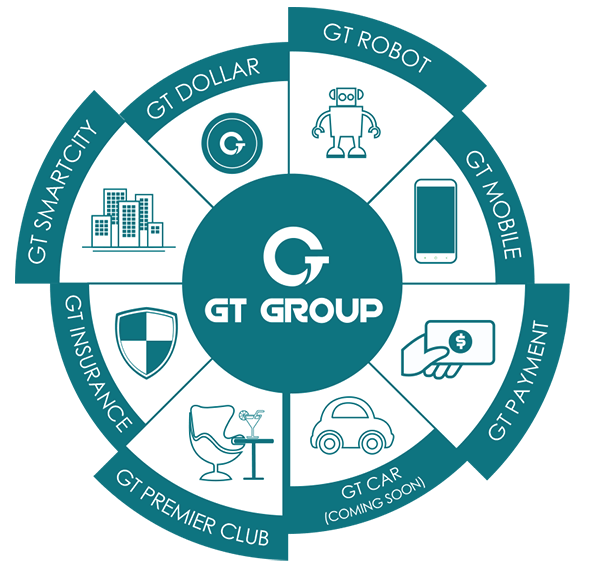 GT ROBOT
GT MOBILE
GT PAYMENT
GT CAR
(COMING SOON)
GT PREMIER CLUB
GT INSURANCE
GT SMARTCITY
GT DOLLAR
GT GROUP